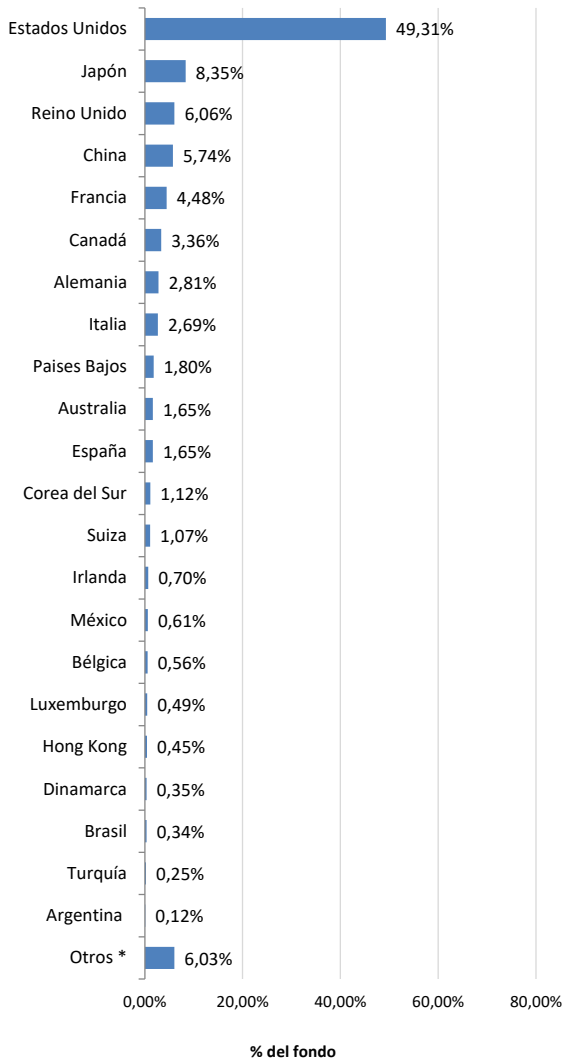 Estados Unidos 49,31%
Japón 8,35%
Reino Unido 6,06%
China 5,74%
Francia 4,48%
Canadá 3,36%
Alemania 2,81%
Italia 2,69%
Paises Bajos 1,80%
Australia 1,65%
España 1,65%
Corea del Sur 1,12%
Suiza 1,07%
Irlanda 0,70%
México 0,61%
Bélgica 0,56%
Luxemburgo 0,49%
Hong Kong 0,45%
Dinamarca 0,35%
Brasil 0,34%
Turquía 0,25%
Argentina 0,12%
Otros * 6,03%
0,00% 20,00% 40,00% 60,00% 80,00%
% del fondo